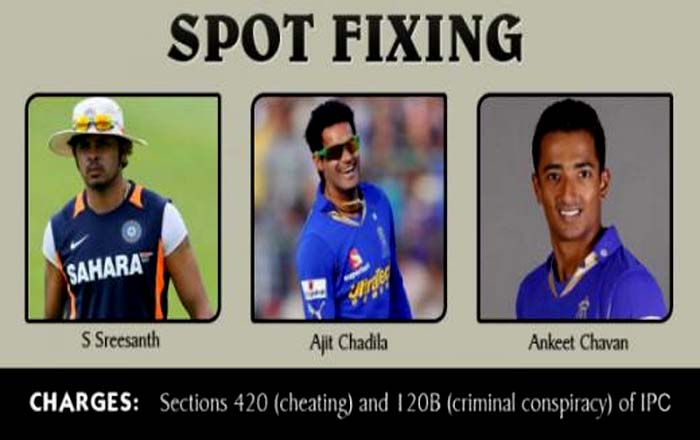 SPOT FIXING
SAHARA
S Sreesanth
Ajit Chadila
Ankeet Chavan
CHARGES: Sections 420 (cheating) and 120B (criminal conspiracy) of IPC